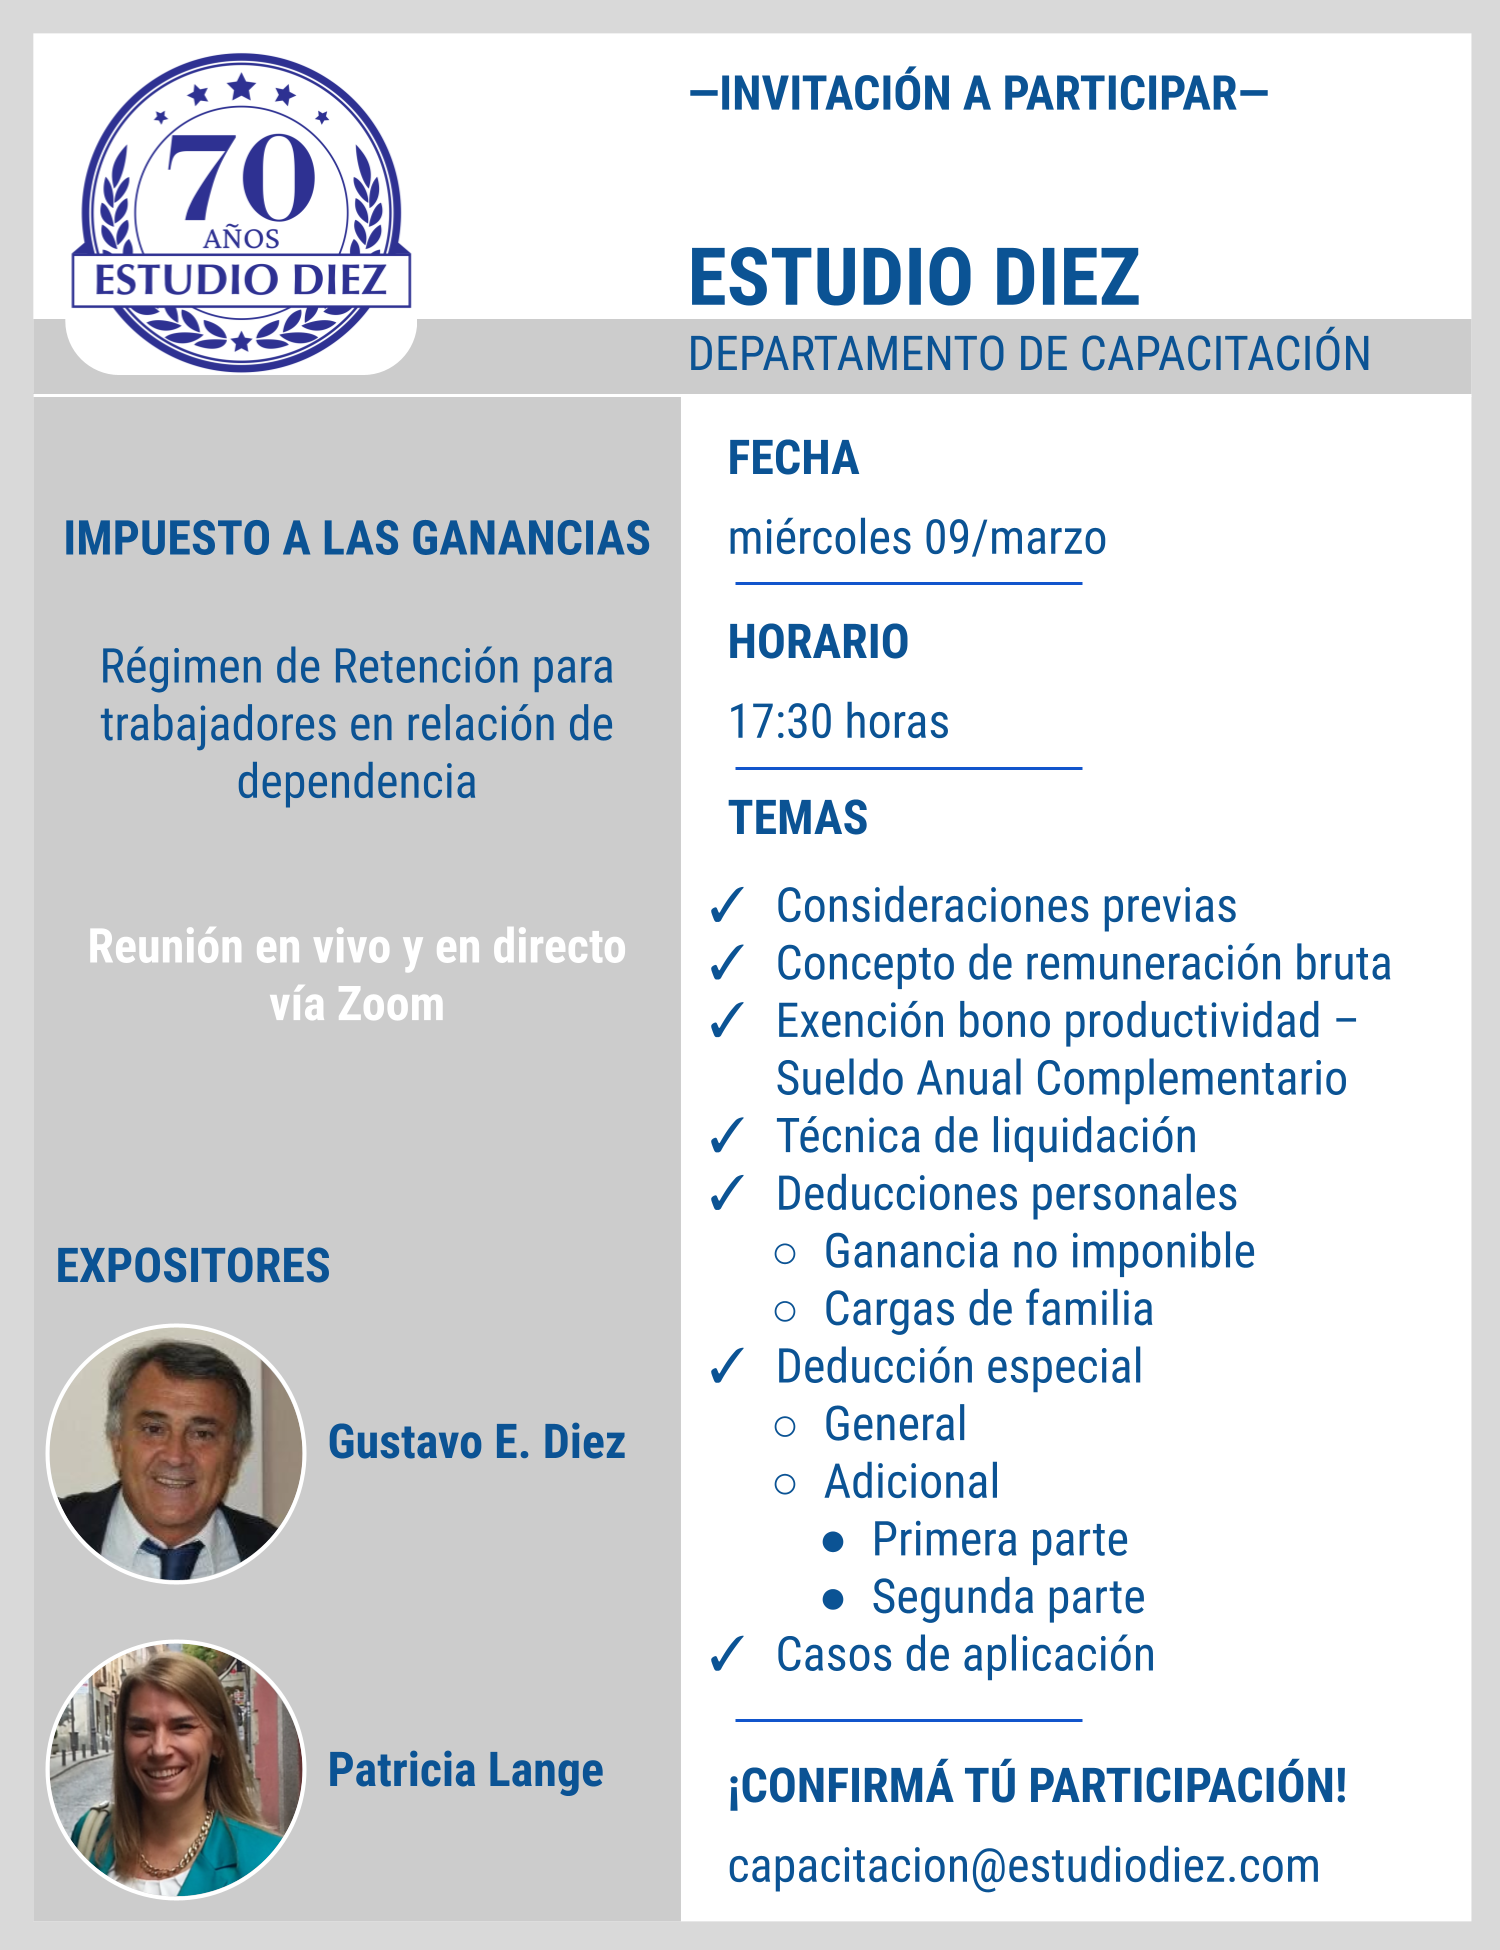 70
AÑOS
ESTUDIO DIEZ
—INVITACIÓN A PARTICIPAR—
ESTUDIO DIEZ
DEPARTAMENTO DE CAPACITACIÓN
IMPUESTO A LAS GANANCIAS
Régimen de Retención para
trabajadores en relación de
dependencia
Reunión en vivo y en directo
vía Zoom
EXPOSITORES
Gustavo E. Diez
Patricia Lange
FECHA
miércoles 09/marzo
HORARIO
17:30 horas
TEMAS
✓ Consideraciones previas
✓ Concepto de remuneración bruta
✓ Exención bono productividad –
Sueldo Anual Complementario
✓ Técnica de liquidación
✓ Deducciones personales
○ Ganancia no imponible
○ Cargas de familia
✓ Deducción especial
○ General
○ Adicional
● Primera parte
● Segunda parte
✓ Casos de aplicación
¡CONFIRMÁ TÚ PARTICIPACIÓN!
capacitacion@estudiodiez.com